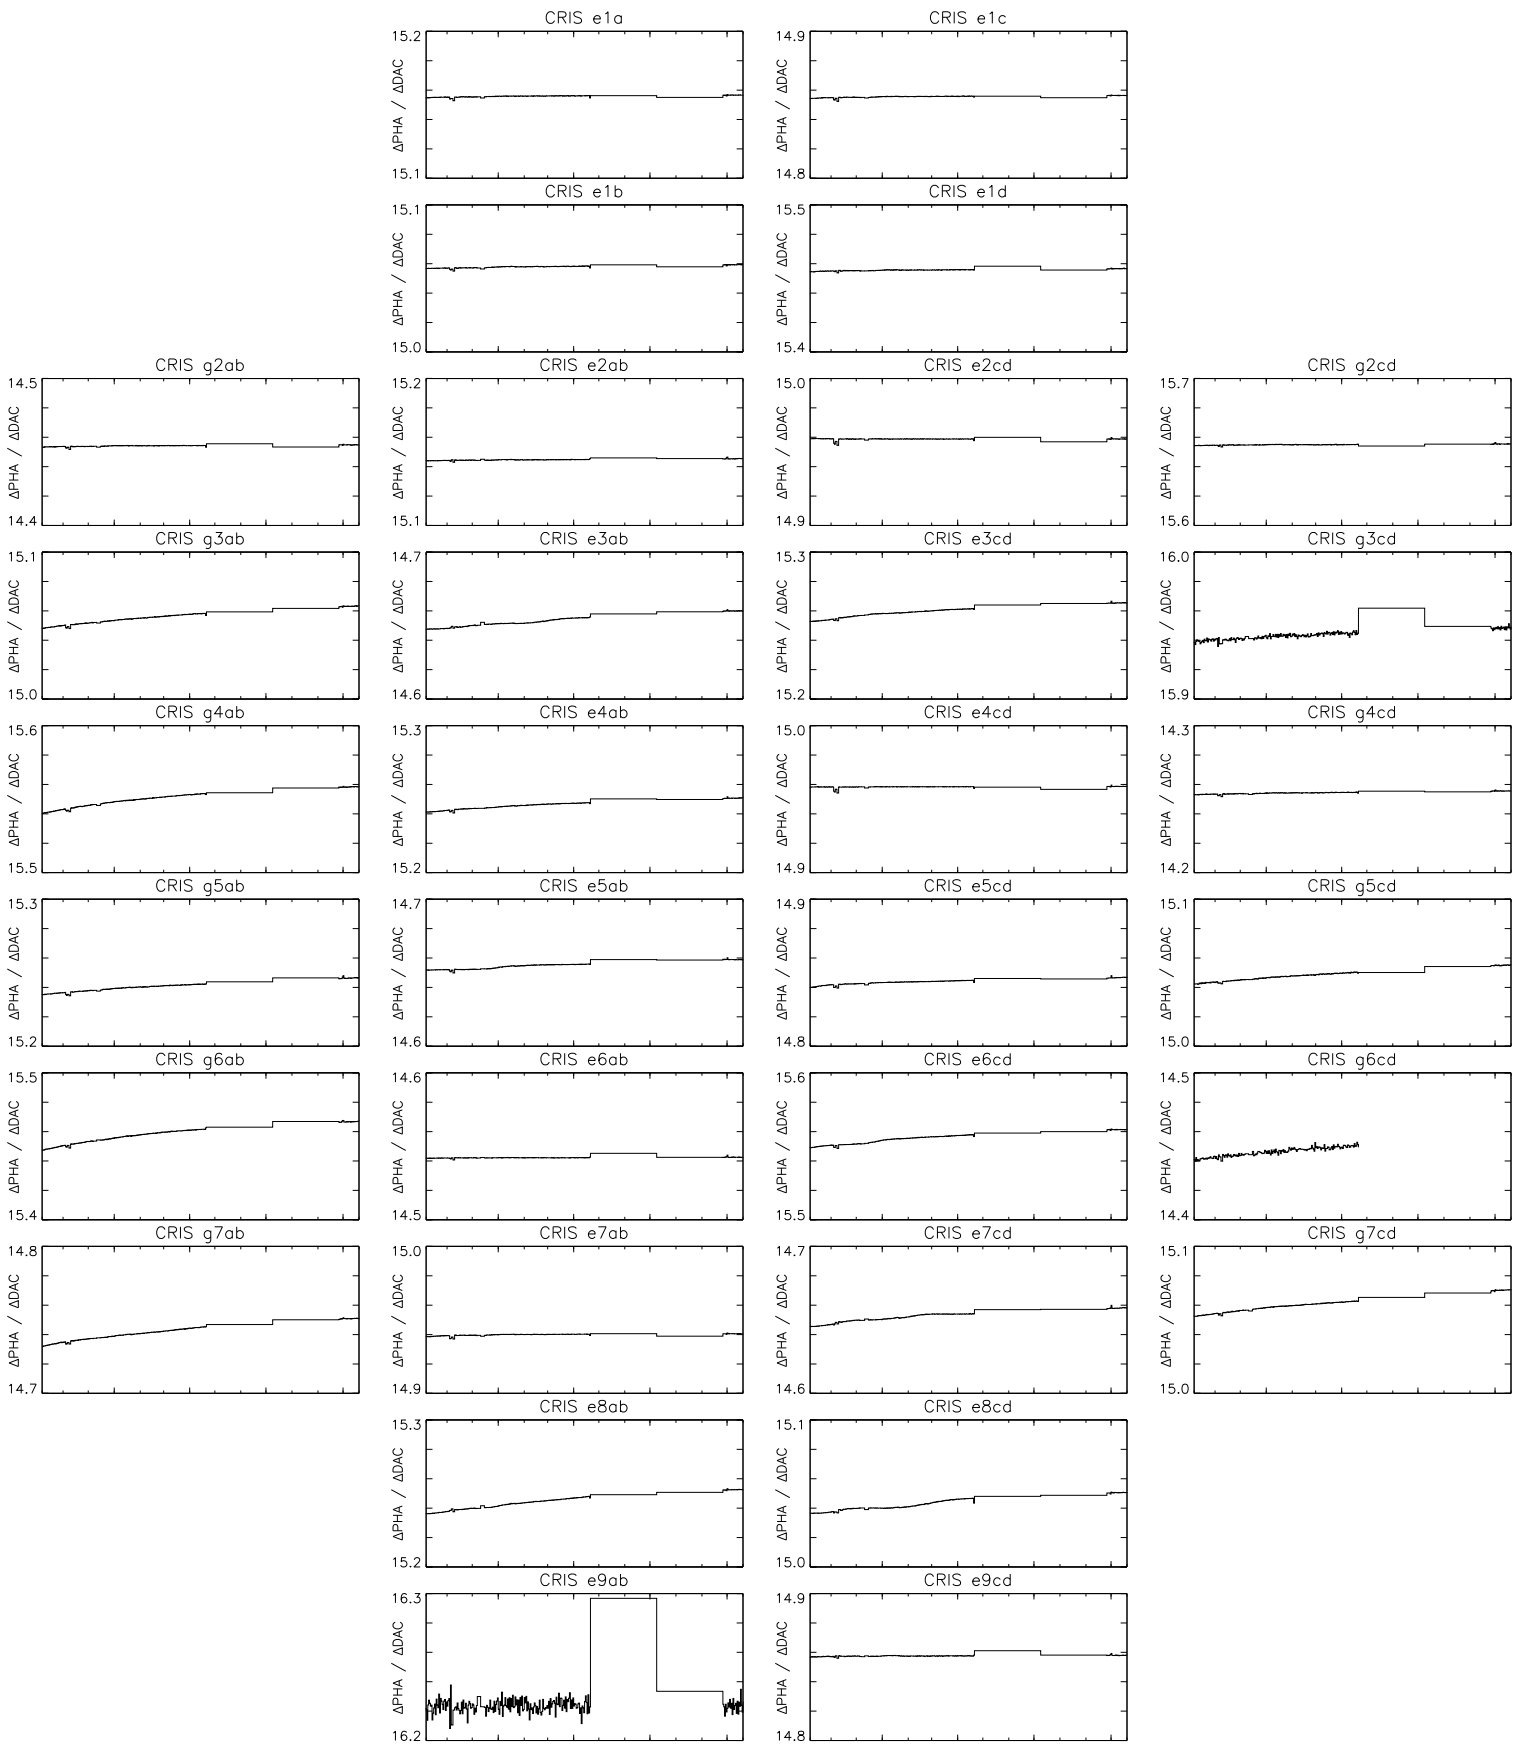 CRIS e1a
CRIS e1c
15.2
ΔPHA / ΔDAC
15.1
14.9
ΔPHA / ΔDAC
14.8
CRIS e1b
CRIS e1d
15.1
ΔPHA / ΔDAC
15.0
15.5
ΔPHA / ΔDAC
15.4
CRIS g2ab
CRIS e2ab
CRIS e2cd
CRIS g2cd
14.5
ΔPHA / ΔDAC
14.4
15.2
ΔPHA / ΔDAC
15.1
15.0
ΔPHA / ΔDAC
14.9
15.7
ΔPHA / ΔDAC
15.6
CRIS g3ab
CRIS e3ab
CRIS e3cd
CRIS g3cd
15.1
ΔPHA / ΔDAC
15.0
14.7
ΔPHA / ΔDAC
14.6
15.3
ΔPHA / ΔDAC
15.2
16.0
ΔPHA / ΔDAC
15.9
CRIS g4ab
CRIS e4ab
CRIS e4cd
CRIS g4cd
15.6
ΔPHA / ΔDAC
15.5
15.3
ΔPHA / ΔDAC
15.2
15.0
ΔPHA / ΔDAC
14.9
14.3
ΔPHA / ΔDAC
14.2
CRIS g5ab
CRIS e5ab
CRIS e5cd
CRIS g5cd
15.3
ΔPHA / ΔDAC
15.2
14.7
ΔPHA / ΔDAC
14.6
14.9
ΔPHA / ΔDAC
14.8
15.1
ΔPHA / ΔDAC
15.0
CRIS g6ab
CRIS e6ab
CRIS e6cd
CRIS g6cd
15.5
ΔPHA / ΔDAC
15.4
14.6
ΔPHA / ΔDAC
14.5
15.6
ΔPHA / ΔDAC
15.5
14.5
ΔPHA / ΔDAC
14.4
CRIS g7ab
CRIS e7ab
CRIS e7cd
CRIS g7cd
14.8
ΔPHA / ΔDAC
14.7
15.0
ΔPHA / ΔDAC
14.9
14.7
ΔPHA / ΔDAC
14.6
15.1
ΔPHA / ΔDAC
15.0
CRIS e8ab
CRIS e8cd
15.3
ΔPHA / ΔDAC
15.2
15.1
ΔPHA / ΔDAC
15.0
CRIS e9ab
CRIS e9cd
16.3
ΔPHA / ΔDAC
16.2
14.9
ΔPHA / ΔDAC
14.8